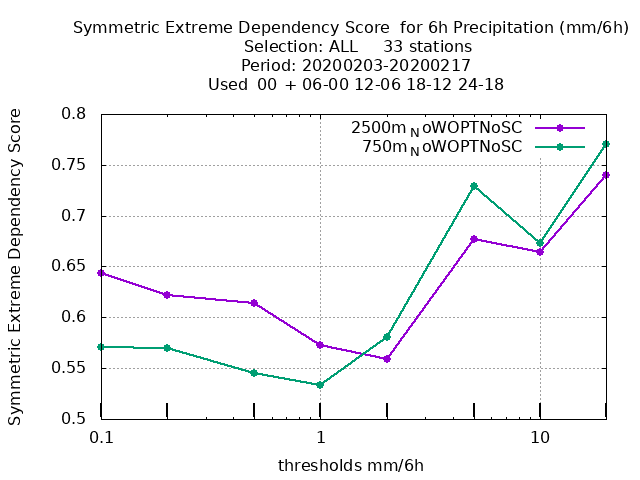 Symmetric Extreme Dependency Score  for 6h Precipitation (mm/6h)
Selection: ALL     33 stations
Period: 20200203-20200217
Used  00 + 06-00 12-06 18-12 24-18
Symmetric Extreme Dependency Score
0.8
0.75
0.7
0.65
0.6
0.55
0.5
2500mNoWOPTNoSC
750mNoWOPTNoSC
0.1 1 10
thresholds mm/6h